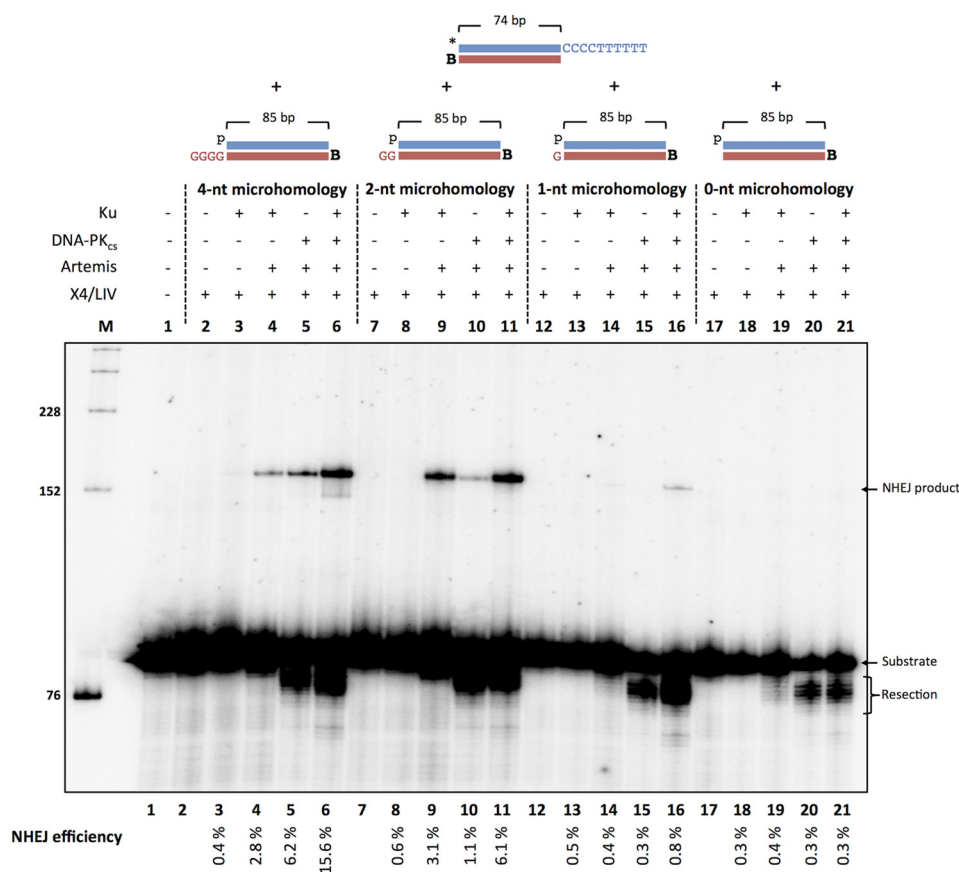 74 bp
*
CCCCTTTTTT
B
+ + + +
85 bp 85 bp 85 bp 85 bp
p p p p
GGGG B GG B G B B
4-nt microhomology 2-nt microhomology 1-nt microhomology 0-nt microhomology
Ku - - + + - + - + + - + - + + - + - + + - +
DNA-PKcs - - - - + + - - - + + - - - + + - - - + +
Artemis - - - + + + - - + + + - - + + + - - + + +
X4/LIV - + + + + + + + + + + + + + + + + + + + +
M 1 2 3 4 5 6 7 8 9 10 11 12 13 14 15 16 17 18 19 20 21
228
152
NHEJ product
Substrate
76
Resection
1 2 3 4 5 6 7 8 9 10 11 12 13 14 15 16 17 18 19 20 21
NHEJ efficiency 0.4 % 2.8 % 6.2 % 15.6 % 0.6 % 3.1 % 1.1 % 6.1 % 0.5 % 0.4 % 0.3 % 0.8 % 0.3 % 0.4 % 0.3 % 0.3 %